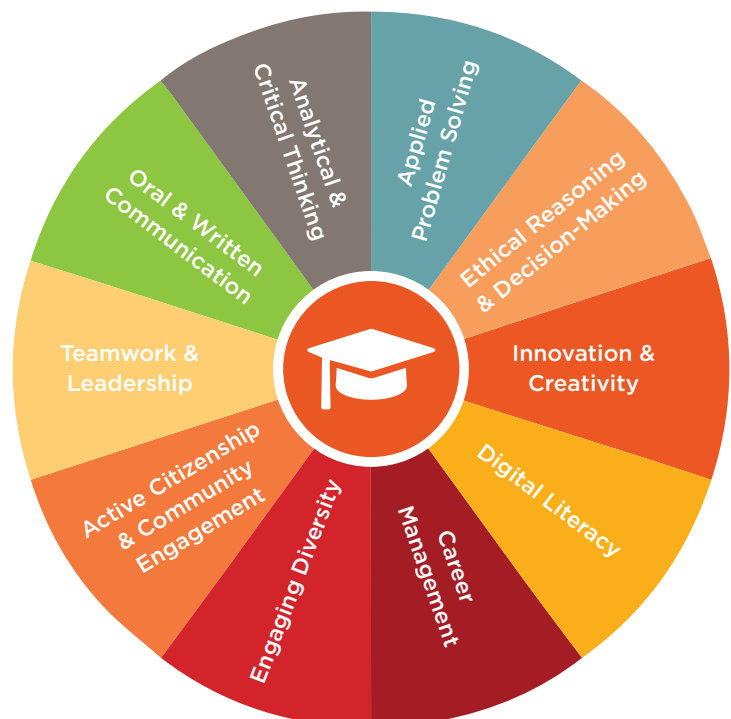 Applied
Problem Solving
Ethical Reasoning
& Decision-Making
Innovation &
Creativity
Digital Literacy
Career
Management
Engaging Diversity
Active Citizenship
& Community
Engagement
Teamwork &
Leadership
Oral & Written
Communication
Analytical &
Critical Thinking